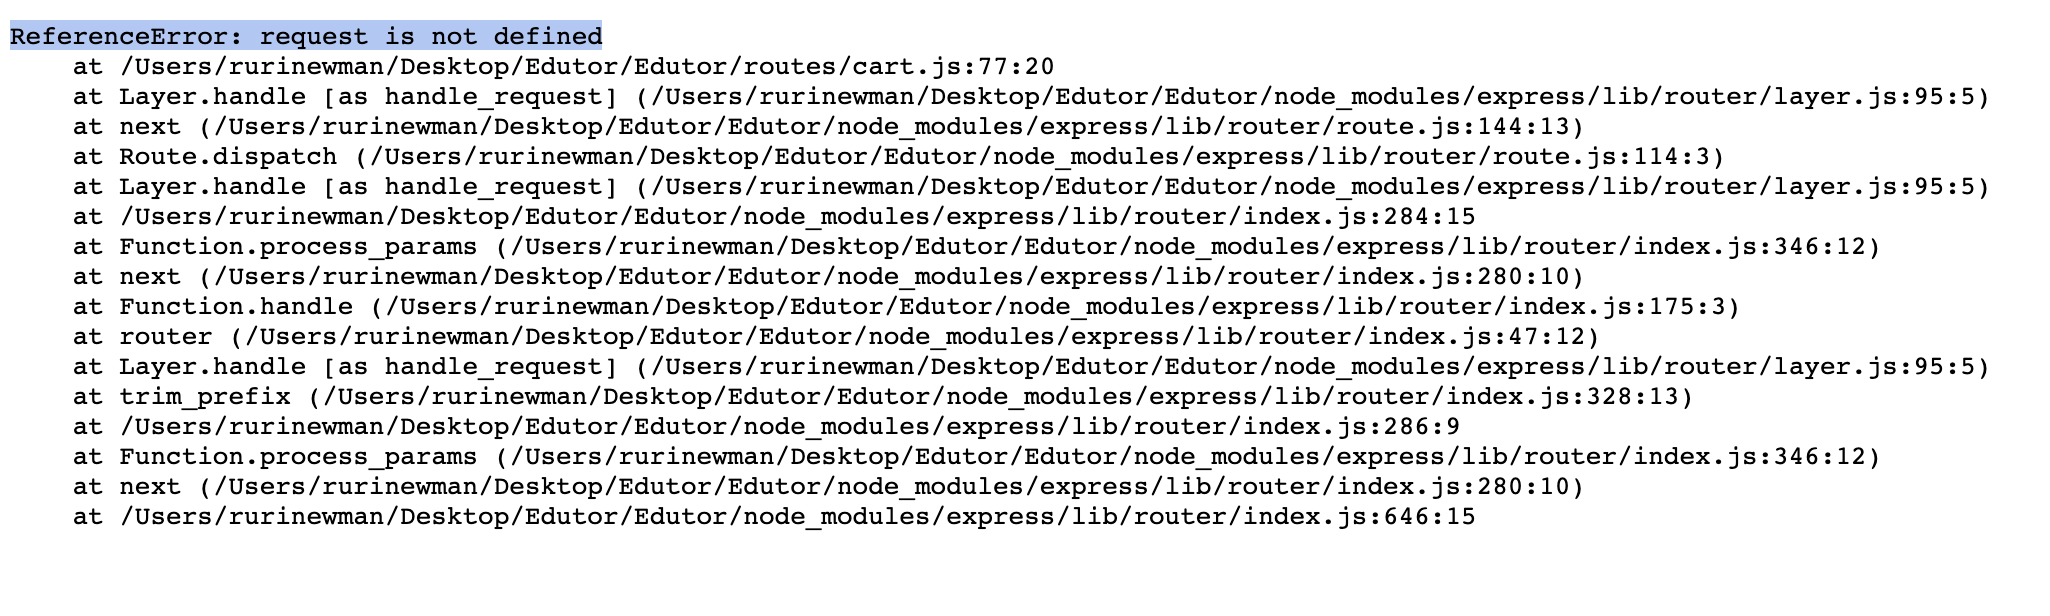 ReferenceError: request is not defined
    at /Users/rurinewman/Desktop/Edutor/Edutor/routes/cart.js:77:20
    at Layer.handle [as handle_request] (/Users/rurinewman/Desktop/Edutor/Edutor/node_modules/express/lib/router/layer.js:95:5)
    at next (/Users/rurinewman/Desktop/Edutor/Edutor/node_modules/express/lib/router/route.js:144:13)
    at Route.dispatch (/Users/rurinewman/Desktop/Edutor/Edutor/node_modules/express/lib/router/route.js:114:3)
    at Layer.handle [as handle_request] (/Users/rurinewman/Desktop/Edutor/Edutor/node_modules/express/lib/router/layer.js:95:5)
    at /Users/rurinewman/Desktop/Edutor/Edutor/node_modules/express/lib/router/index.js:284:15
    at Function.process_params (/Users/rurinewman/Desktop/Edutor/Edutor/node_modules/express/lib/router/index.js:346:12)
    at next (/Users/rurinewman/Desktop/Edutor/Edutor/node_modules/express/lib/router/index.js:280:10)
    at Function.handle (/Users/rurinewman/Desktop/Edutor/Edutor/node_modules/express/lib/router/index.js:175:3)
    at router (/Users/rurinewman/Desktop/Edutor/Edutor/node_modules/express/lib/router/index.js:47:12)
    at Layer.handle [as handle_request] (/Users/rurinewman/Desktop/Edutor/Edutor/node_modules/express/lib/router/layer.js:95:5)
    at trim_prefix (/Users/rurinewman/Desktop/Edutor/Edutor/node_modules/express/lib/router/index.js:328:13)
    at /Users/rurinewman/Desktop/Edutor/Edutor/node_modules/express/lib/router/index.js:286:9
    at Function.process_params (/Users/rurinewman/Desktop/Edutor/Edutor/node_modules/express/lib/router/index.js:346:12)
    at next (/Users/rurinewman/Desktop/Edutor/Edutor/node_modules/express/lib/router/index.js:280:10)
    at /Users/rurinewman/Desktop/Edutor/Edutor/node_modules/express/lib/router/index.js:646:15